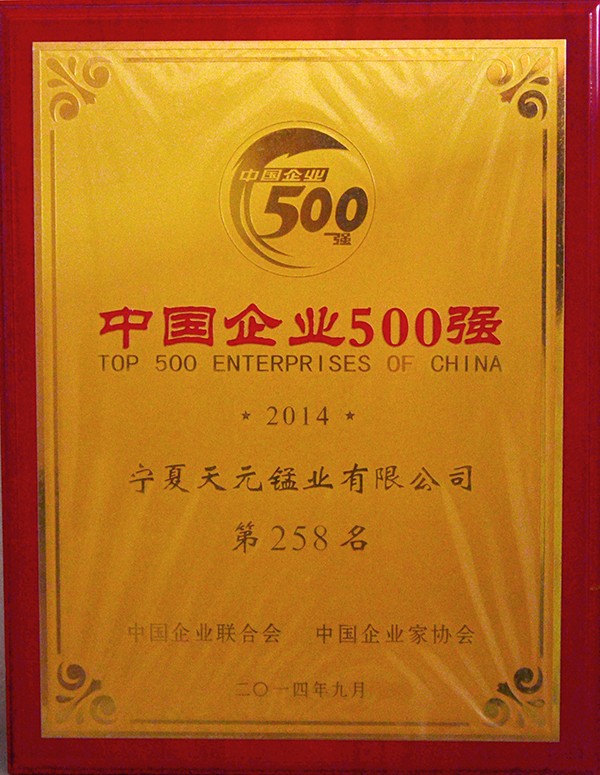 中国企业
500
强
中国企业500强
TOP 500 ENTERPRISES OF CHINA
★ 2014 ★
宁夏天元锰业有限公司
第258名
中国企业联合会 中国企业家协会
二〇一四年九月